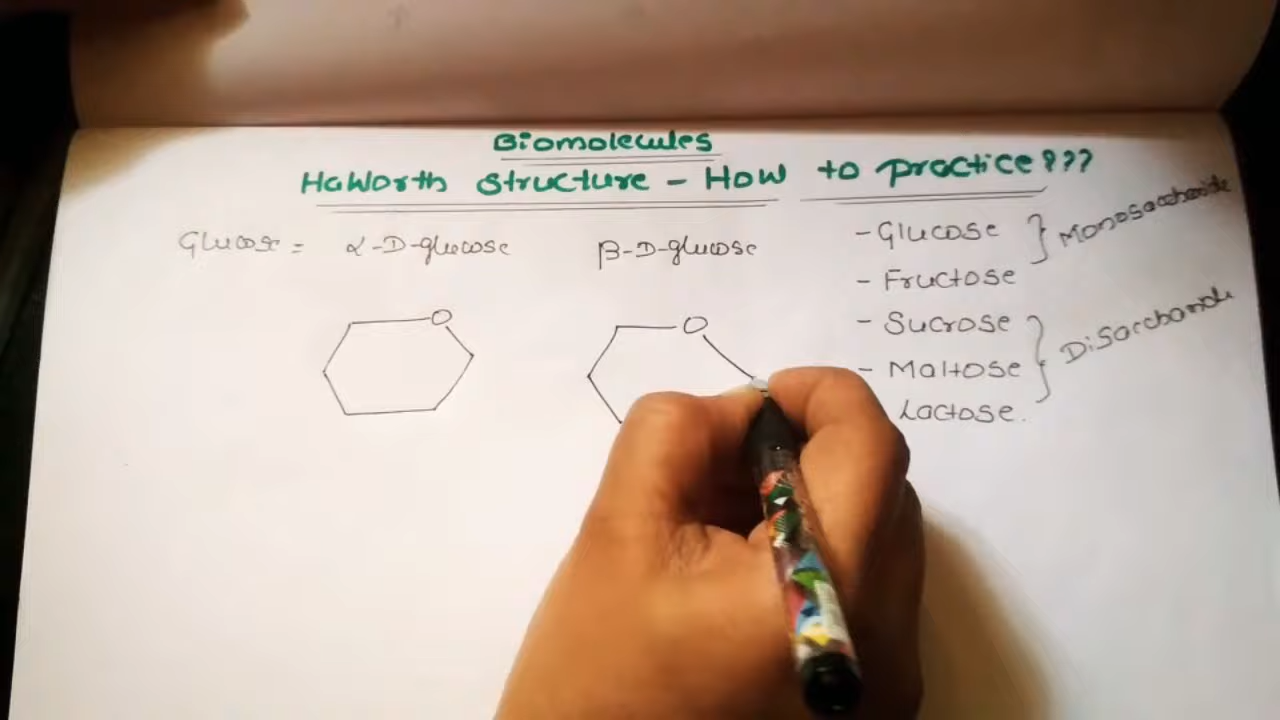 Biomolecules
Haworth Structure - How to practice???
Glucose = α-D-glucose β-D-glucose
- Glucose } Monosaccharide
- Fructose
- Sucrose } Disaccharide
- Maltose
Lactose.
O O